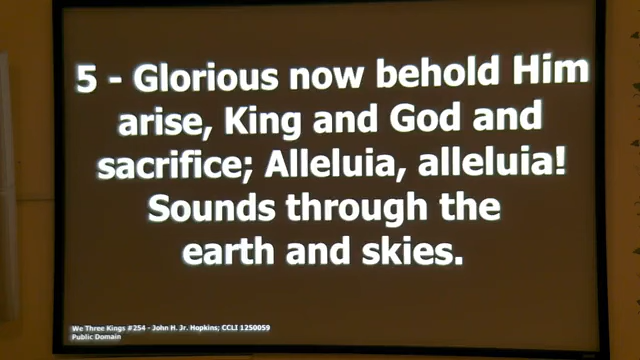 5 - Glorious now behold Him
arise, King and God and
sacrifice; Alleluia, alleluia!
Sounds through the
earth and skies.
We Three Kings #254 - John H. Jr. Hopkins; CCLI 1250059
Public Domain